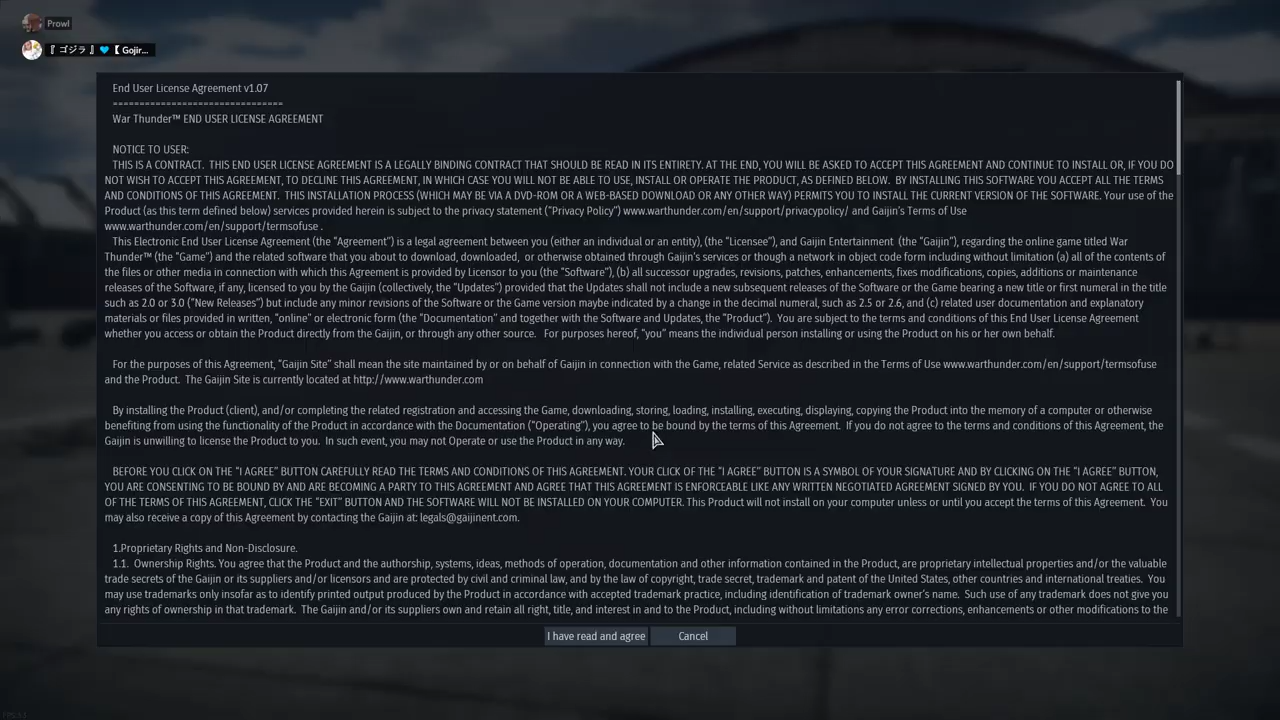 Prowl
『 ゴジラ 』 💙 【 Gojir...
End User License Agreement v1.07
================================
War Thunder™ END USER LICENSE AGREEMENT
NOTICE TO USER:
THIS IS A CONTRACT.  THIS END USER LICENSE AGREEMENT IS A LEGALLY BINDING CONTRACT THAT SHOULD BE READ IN ITS ENTIRETY. AT THE END, YOU WILL BE ASKED TO ACCEPT THIS AGREEMENT AND CONTINUE TO INSTALL OR, IF YOU DO
NOT WISH TO ACCEPT THIS AGREEMENT, TO DECLINE THIS AGREEMENT, IN WHICH CASE YOU WILL NOT BE ABLE TO USE, INSTALL OR OPERATE THE PRODUCT, AS DEFINED BELOW.  BY INSTALLING THIS SOFTWARE YOU ACCEPT ALL THE TERMS
AND CONDITIONS OF THIS AGREEMENT.  THIS INSTALLATION PROCESS (WHICH MAY BE VIA A DVD-ROM OR A WEB-BASED DOWNLOAD OR ANY OTHER WAY) PERMITS YOU TO INSTALL THE CURRENT VERSION OF THE SOFTWARE. Your use of the
Product (as this term defined below) services provided herein is subject to the privacy statement ("Privacy Policy") www.warthunder.com/en/support/privacypolicy/ and Gaijin's Terms of Use
www.warthunder.com/en/support/termsofuse .
This Electronic End User License Agreement (the "Agreement") is a legal agreement between you (either an individual or an entity), (the "Licensee"), and Gaijin Entertainment  (the "Gaijin"), regarding the online game titled War
Thunder™ (the "Game") and the related software that you about to download, downloaded,  or otherwise obtained through Gaijin's services or though a network in object code form including without limitation (a) all of the contents of
the files or other media in connection with which this Agreement is provided by Licensor to you (the "Software"), (b) all successor upgrades, revisions, patches, enhancements, fixes modifications, copies, additions or maintenance
releases of the Software, if any, licensed to you by the Gaijin (collectively, the "Updates") provided that the Updates shall not include a new subsequent releases of the Software or the Game bearing a new title or first numeral in the title
such as 2.0 or 3.0 ("New Releases") but include any minor revisions of the Software or the Game version maybe indicated by a change in the decimal numeral, such as 2.5 or 2.6, and (c) related user documentation and explanatory
materials or files provided in written, "online" or electronic form (the "Documentation" and together with the Software and Updates, the "Product").  You are subject to the terms and conditions of this End User License Agreement
whether you access or obtain the Product directly from the Gaijin, or through any other source.   For purposes hereof, "you" means the individual person installing or using the Product on his or her own behalf.
For the purposes of this Agreement, "Gaijin Site" shall mean the site maintained by or on behalf of Gaijin in connection with the Game, related Service as described in the Terms of Use www.warthunder.com/en/support/termsofuse
and the Product.  The Gaijin Site is currently located at http://www.warthunder.com
By installing the Product (client), and/or completing the related registration and accessing the Game, downloading, storing, loading, installing, executing, displaying, copying the Product into the memory of a computer or otherwise
benefiting from using the functionality of the Product in accordance with the Documentation ("Operating"), you agree to be bound by the terms of this Agreement.  If you do not agree to the terms and conditions of this Agreement, the
Gaijin is unwilling to license the Product to you.  In such event, you may not Operate or use the Product in any way.
BEFORE YOU CLICK ON THE "I AGREE" BUTTON CAREFULLY READ THE TERMS AND CONDITIONS OF THIS AGREEMENT. YOUR CLICK OF THE "I AGREE" BUTTON IS A SYMBOL OF YOUR SIGNATURE AND BY CLICKING ON THE "I AGREE" BUTTON,
YOU ARE CONSENTING TO BE BOUND BY AND ARE BECOMING A PARTY TO THIS AGREEMENT AND AGREE THAT THIS AGREEMENT IS ENFORCEABLE LIKE ANY WRITTEN NEGOTIATED AGREEMENT SIGNED BY YOU.  IF YOU DO NOT AGREE TO ALL
OF THE TERMS OF THIS AGREEMENT, CLICK THE "EXIT" BUTTON AND THE SOFTWARE WILL NOT BE INSTALLED ON YOUR COMPUTER. This Product will not install on your computer unless or until you accept the terms of this Agreement.  You
may also receive a copy of this Agreement by contacting the Gaijin at: legals@gaijinent.com.
1.Proprietary Rights and Non-Disclosure.
1.1.  Ownership Rights. You agree that the Product and the authorship, systems, ideas, methods of operation, documentation and other information contained in the Product, are proprietary intellectual properties and/or the valuable
trade secrets of the Gaijin or its suppliers and/or licensors and are protected by civil and criminal law, and by the law of copyright, trade secret, trademark and patent of the United States, other countries and international treaties.  You
may use trademarks only insofar as to identify printed output produced by the Product in accordance with accepted trademark practice, including identification of trademark owner's name.  Such use of any trademark does not give you
any rights of ownership in that trademark.  The Gaijin and/or its suppliers own and retain all right, title, and interest in and to the Product, including without limitations any error corrections, enhancements or other modifications to the
I have read and agree
Cancel